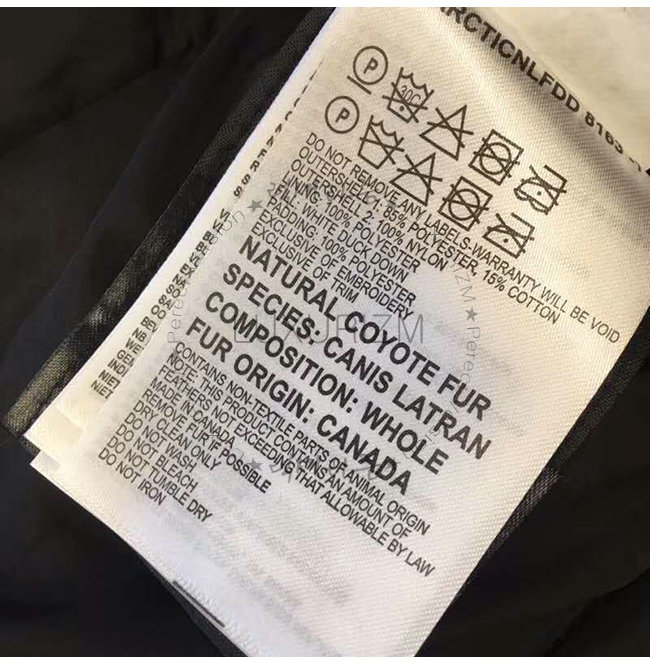 ARCTICNLFDD 8163
P 30C
P
DO NOT REMOVE ANY LABELS-WARRANTY WILL BE VOID
OUTERSHELL: 85% POLYESTER, 15% COTTON
OUTERSHELL 2: 100% NYLON
LINING: 100% POLYESTER
FILL: WHITE DUCK DOWN
PADDING: 100% POLYESTER
EXCLUSIVE OF EMBROIDERY
EXCLUSIVE OF TRIM
NATURAL COYOTE FUR
SPECIES: CANIS LATRAN
COMPOSITION: WHOLE
FUR ORIGIN: CANADA
CONTAINS NON-TEXTILE PARTS OF ANIMAL ORIGIN
NOTE: THIS PRODUCT CONTAINS AN AMOUNT OF
FEATHERS NOT EXCEEDING THAT ALLOWABLE BY LAW
MADE IN CANADA
REMOVE FUR IF POSSIBLE
DRY CLEAN ONLY
DO NOT WASH
DO NOT BLEACH
DO NOT TUMBLE DRY
DO NOT IRON
NIET
NIET